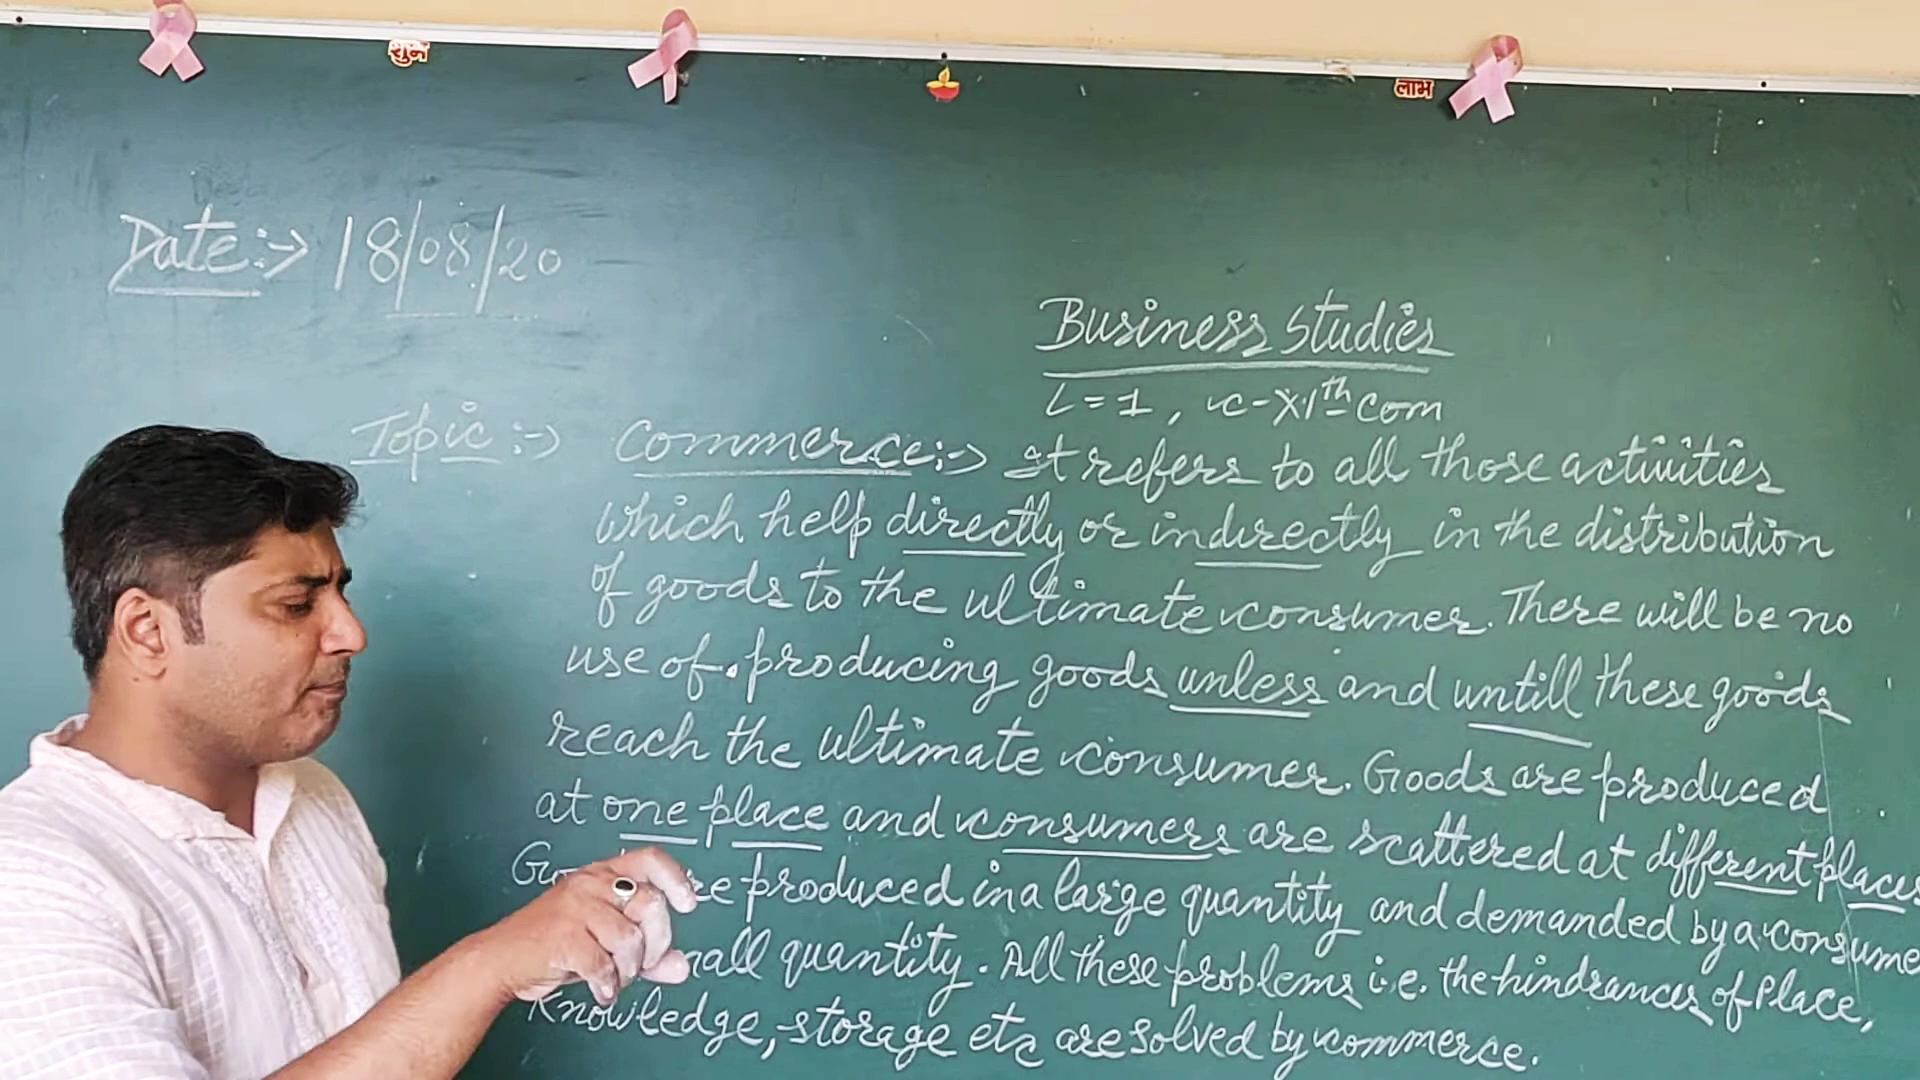 शुभ
लाभ
Date:-> 18/08/20
Business Studies
L=1, C-XIth Com
Topic:-> Commerce:-> It refers to all those activities
which help directly or indirectly in the distribution
of goods to the ultimate consumer. There will be no
use of producing goods unless and untill these goods
reach the ultimate consumer. Goods are produced
at one place and consumers are scattered at different places
produced in a large quantity and demanded by a consume
quantity. All these problems i.e. the hindrances of Place,
Knowledge, storage etc are solved by commerce.